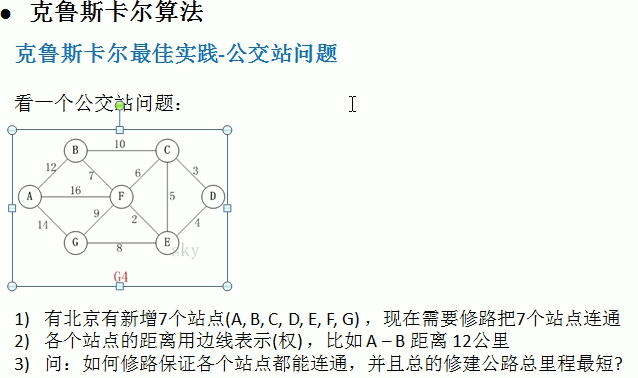 ● 克鲁斯卡尔算法
克鲁斯卡尔最佳实践-公交站问题
看一个公交站问题：
B 10 C
12 7 6 3
A 16 F 5 D
14 9 2 4
G 8 E
sky
G4
1) 有北京有新增7个站点(A, B, C, D, E, F, G) ，现在需要修路把7个站点连通
2) 各个站点的距离用边线表示(权) ，比如 A – B 距离 12公里
3) 问：如何修路保证各个站点都能连通，并且总的修建公路总里程最短?